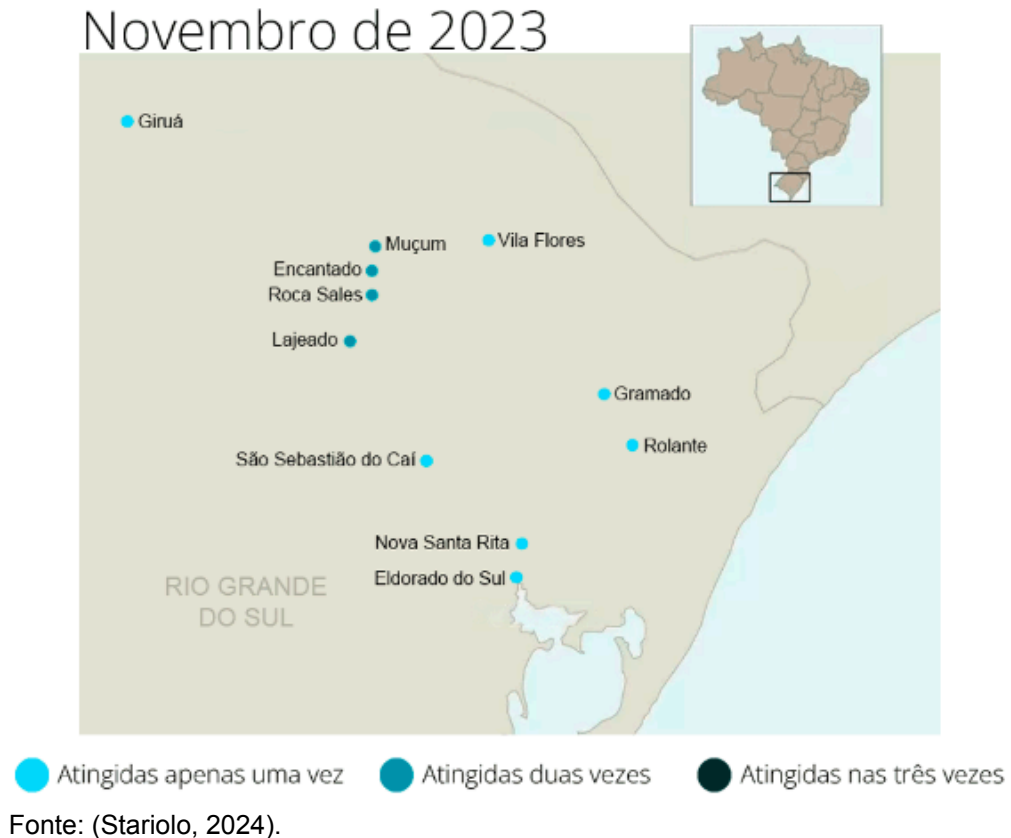 Novembro de 2023
Giruá
Muçum
Vila Flores
Encantado
Roca Sales
Lajeado
Gramado
Rolante
São Sebastião do Caí
Nova Santa Rita
Eldorado do Sul
RIO GRANDE
DO SUL
Atingidas apenas uma vez
Atingidas duas vezes
Atingidas nas três vezes
Fonte: (Stariolo, 2024).